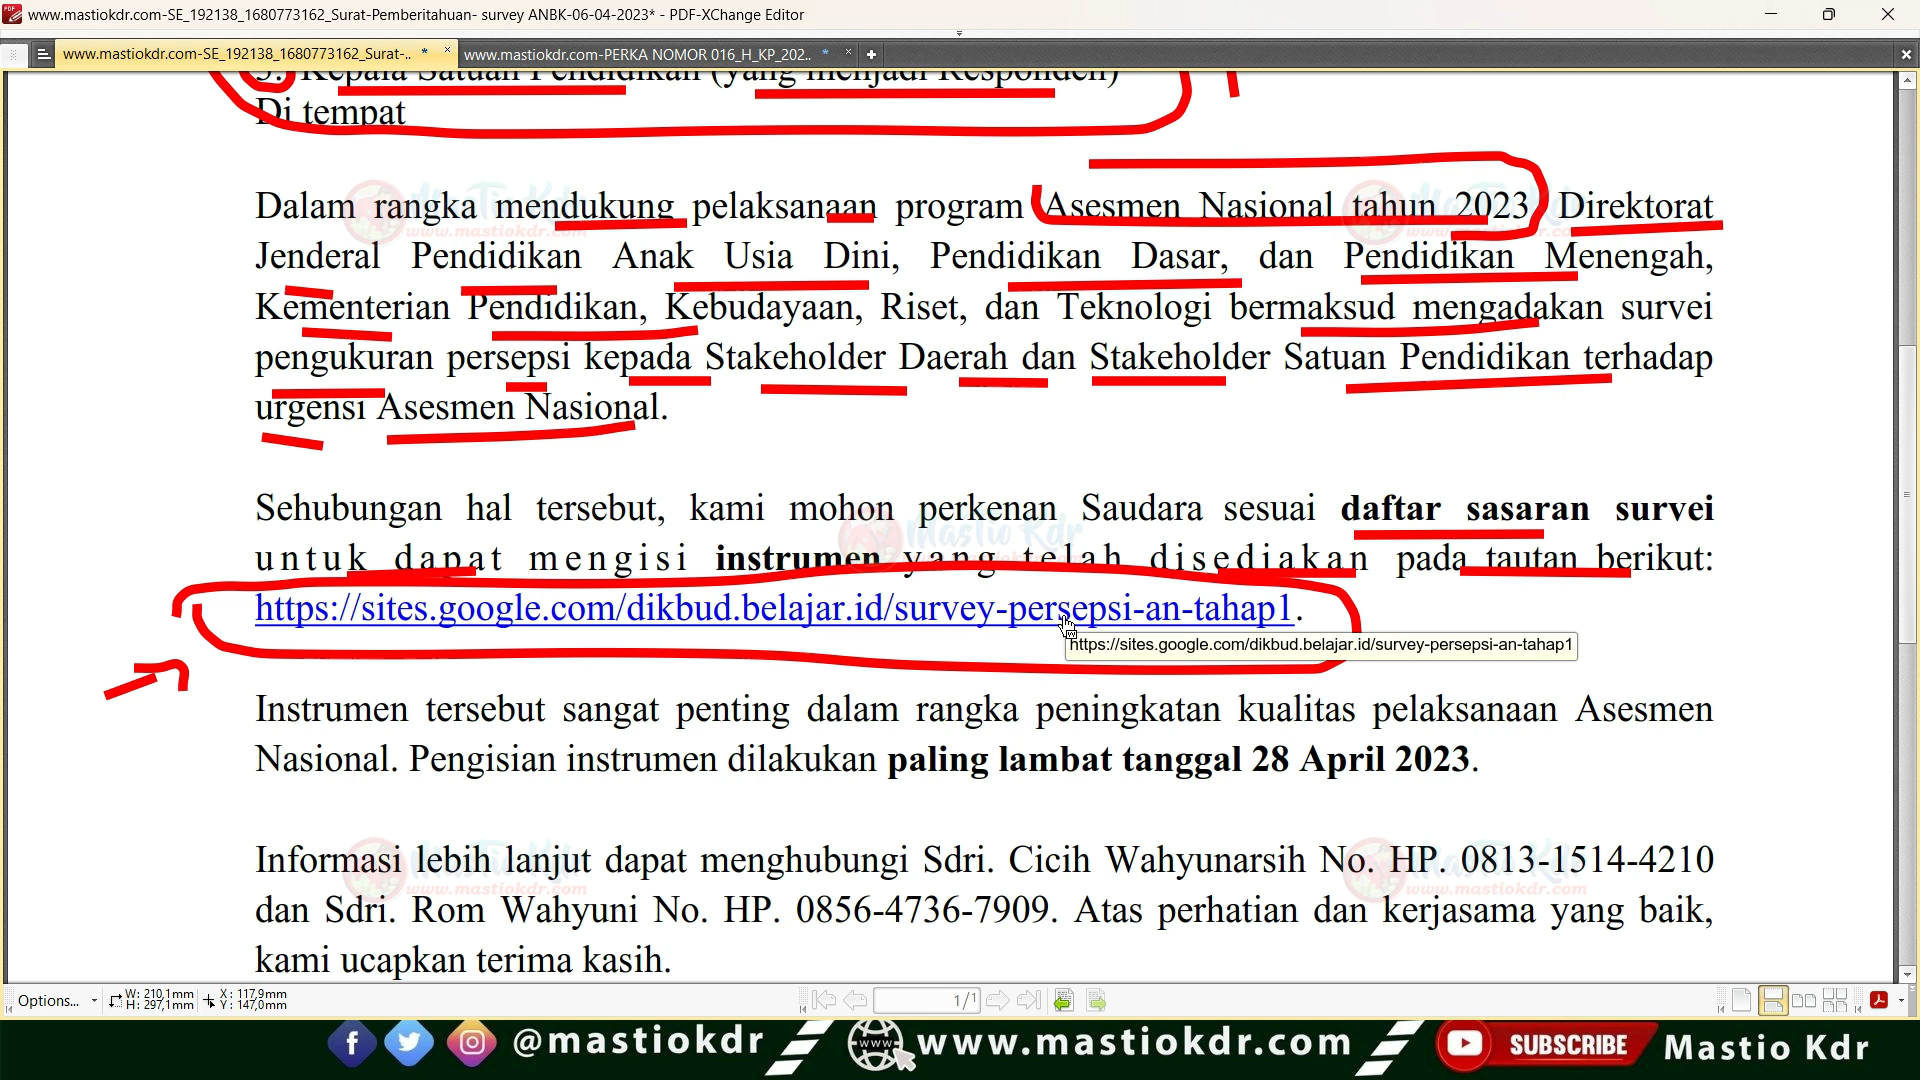 www.mastiokdr.com-SE_192138_1680773162_Surat-Pemberitahuan- survey ANBK-06-04-2023* - PDF-XChange Editor
www.mastiokdr.com-SE_192138_1680773162_Surat-.. * www.mastiokdr.com-PERKA NOMOR 016_H_KP_202.. *
3. Kepala Satuan Pendidikan (yang menjadi Responden)
Di tempat
Dalam rangka mendukung pelaksanaan program Asesmen Nasional tahun 2023 Direktorat
Jenderal Pendidikan Anak Usia Dini, Pendidikan Dasar, dan Pendidikan Menengah,
Kementerian Pendidikan, Kebudayaan, Riset, dan Teknologi bermaksud mengadakan survei
pengukuran persepsi kepada Stakeholder Daerah dan Stakeholder Satuan Pendidikan terhadap
urgensi Asesmen Nasional.
Sehubungan hal tersebut, kami mohon perkenan Saudara sesuai daftar sasaran survei
untuk dapat mengisi instrumen yang telah disediakan pada tautan berikut:
https://sites.google.com/dikbud.belajar.id/survey-persepsi-an-tahap1.
https://sites.google.com/dikbud.belajar.id/survey-persepsi-an-tahap1
Instrumen tersebut sangat penting dalam rangka peningkatan kualitas pelaksanaan Asesmen
Nasional. Pengisian instrumen dilakukan paling lambat tanggal 28 April 2023.
Informasi lebih lanjut dapat menghubungi Sdri. Cicih Wahyunarsih No. HP. 0813-1514-4210
dan Sdri. Rom Wahyuni No. HP. 0856-4736-7909. Atas perhatian dan kerjasama yang baik,
kami ucapkan terima kasih.
Options... W: 210,1mm X: 117,9mm 1/1
H: 297,1mm Y: 147,0mm
@mastiokdr www.mastiokdr.com SUBSCRIBE Mastio Kdr